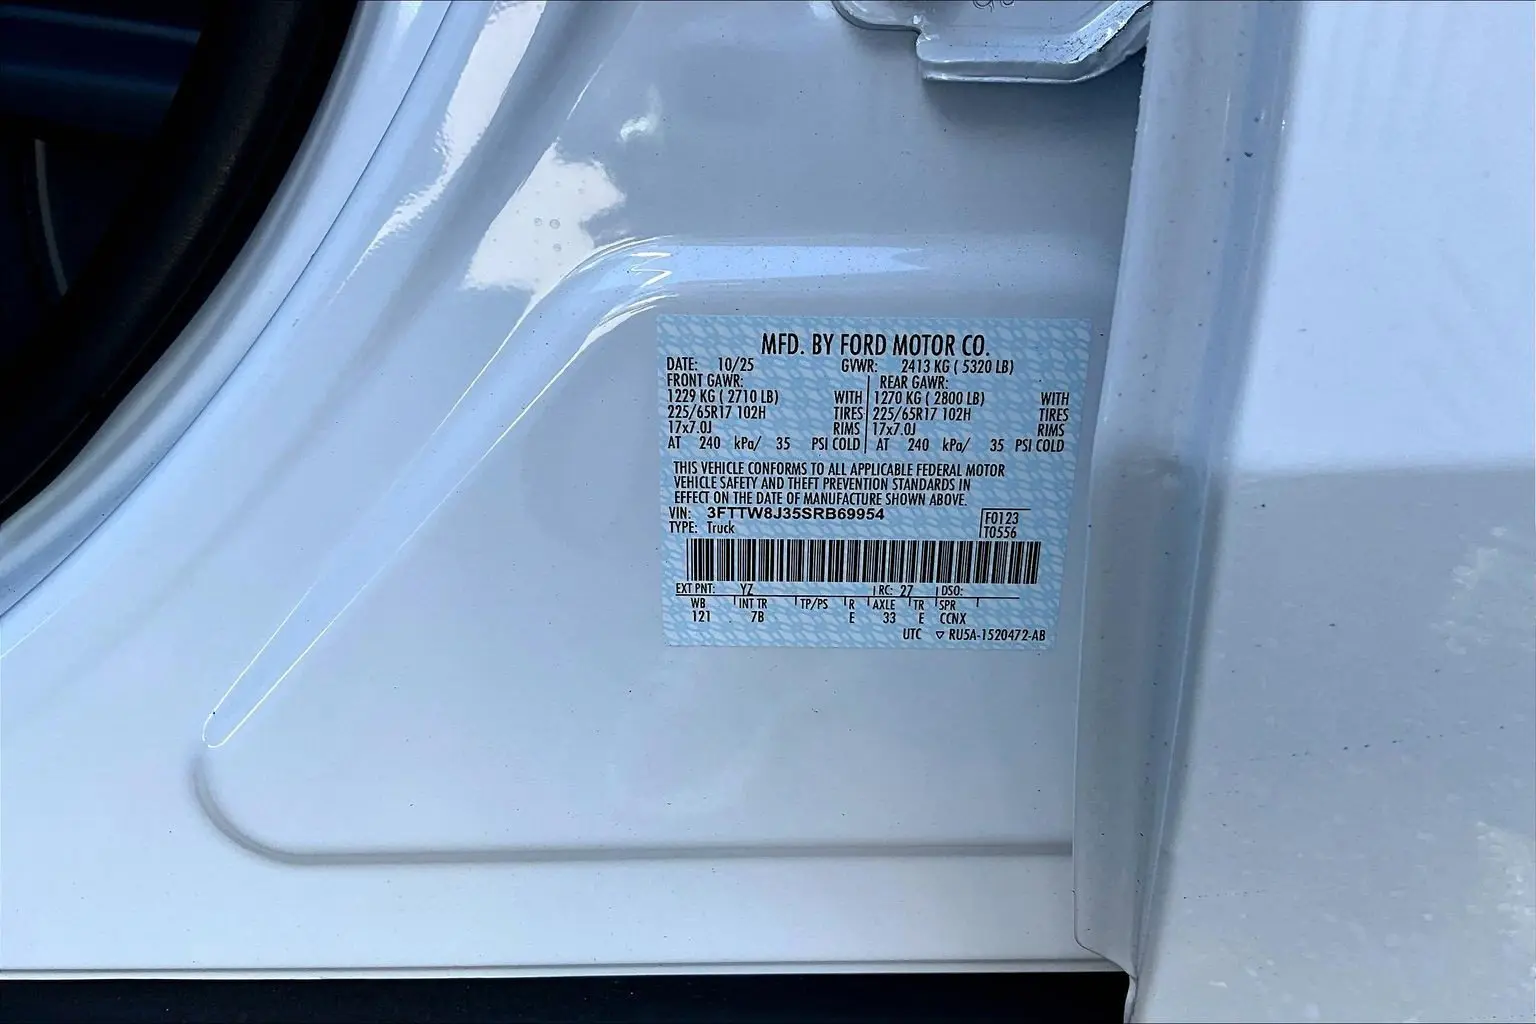 MFD. BY FORD MOTOR CO.
DATE: 10/25 GVWR: 2413 KG ( 5320 LB)
FRONT GAWR: REAR GAWR:
1229 KG ( 2710 LB) WITH 1270 KG ( 2800 LB) WITH
225/65R17 102H TIRES 225/65R17 102H TIRES
17x7.0J RIMS 17x7.0J RIMS
AT 240 kPa/ 35 PSI COLD AT 240 kPa/ 35 PSI COLD
THIS VEHICLE CONFORMS TO ALL APPLICABLE FEDERAL MOTOR
VEHICLE SAFETY AND THEFT PREVENTION STANDARDS IN
EFFECT ON THE DATE OF MANUFACTURE SHOWN ABOVE.
VIN: 3FTTW8J35SRB69954 F0123
TYPE: Truck T0556
EXT PNT: YZ RC: 27 DSO:
WB INT TR TP/PS R AXLE TR SPR
121 7B E 33 E CCNX
UTC ▽ RU5A-1520472-AB